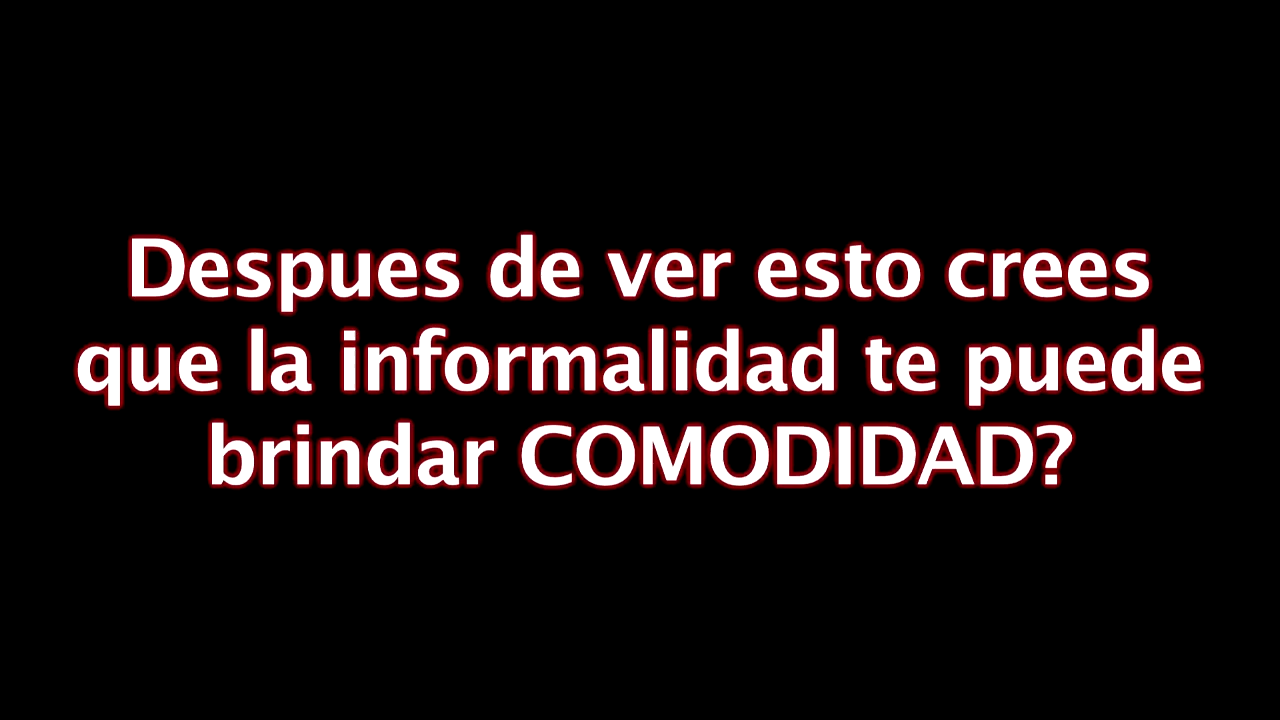 Despues de ver esto crees
que la informalidad te puede
brindar COMODIDAD?